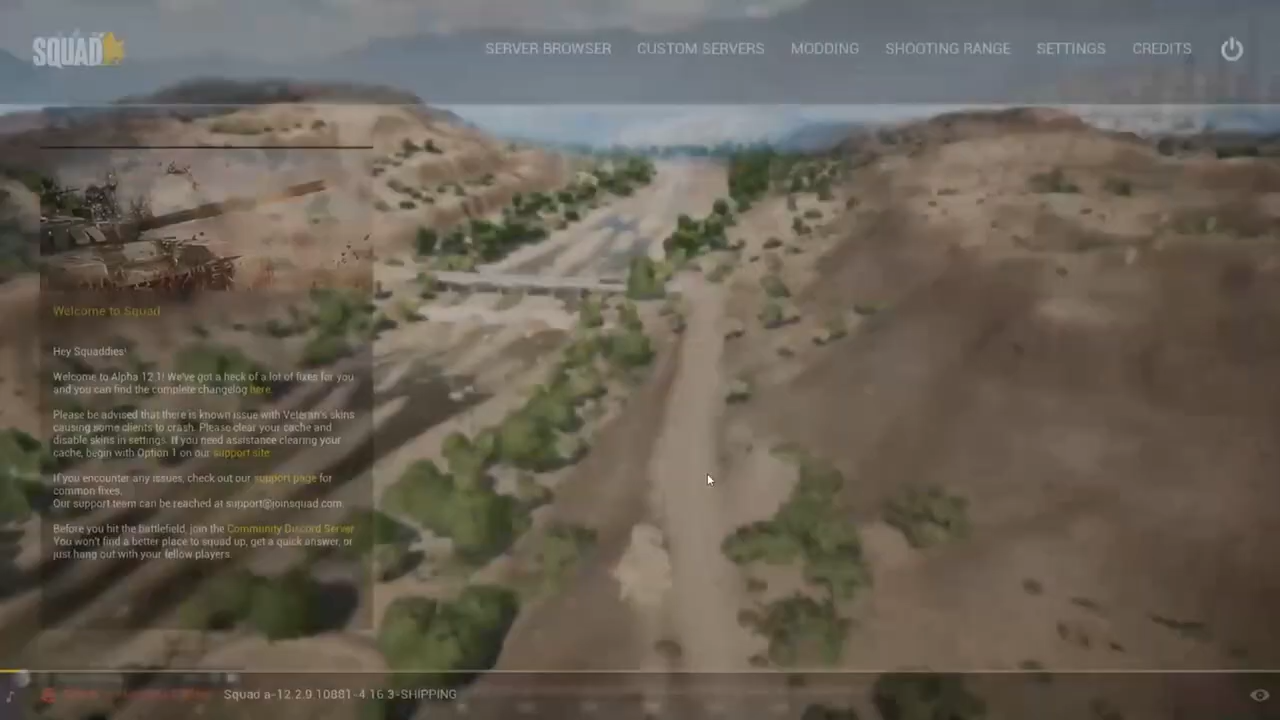 SQUAD
SERVER BROWSER CUSTOM SERVERS MODDING SHOOTING RANGE SETTINGS CREDITS
Welcome to Squad
Hey Squaddies!
Welcome to Alpha 12.1! We've got a heck of a lot of fixes for you
and you can find the complete changelog here.
Please be advised that there is known issue with Veteran's skins
causing some clients to crash. Please clear your cache and
disable skins in settings. If you need assistance clearing your
cache, begin with Option 1 on our support site
If you encounter any issues, check out our support page for
common fixes.
Our support team can be reached at support@joinsquad.com.
Before you hit the battlefield, join the Community Discord Server
You won't find a better place to squad up, get a quick answer, or
just hang out with your fellow players.
Squad a-12.2.9.10881-4.16.3-SHIPPING